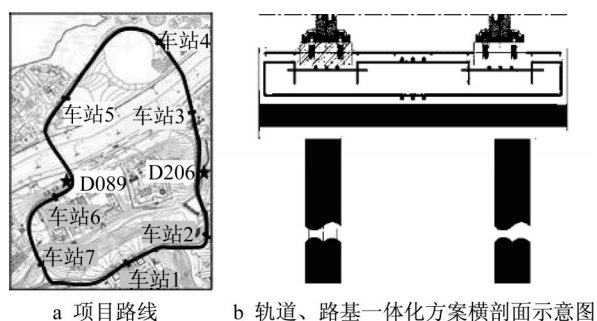 车站4
车站5
车站3
D206
D089
车站6
车站2
车站7
车站1
a 项目路线
b 轨道、路基一体化方案横剖面示意图